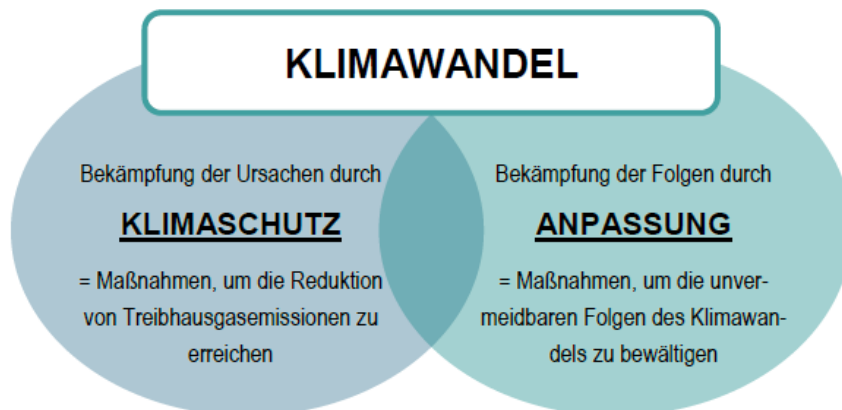 KLIMAWANDEL
Bekämpfung der Ursachen durch
KLIMASCHUTZ
= Maßnahmen, um die Reduktion
von Treibhausgasemissionen zu
erreichen
Bekämpfung der Folgen durch
ANPASSUNG
= Maßnahmen, um die unver-
meidbaren Folgen des Klimawan-
dels zu bewältigen